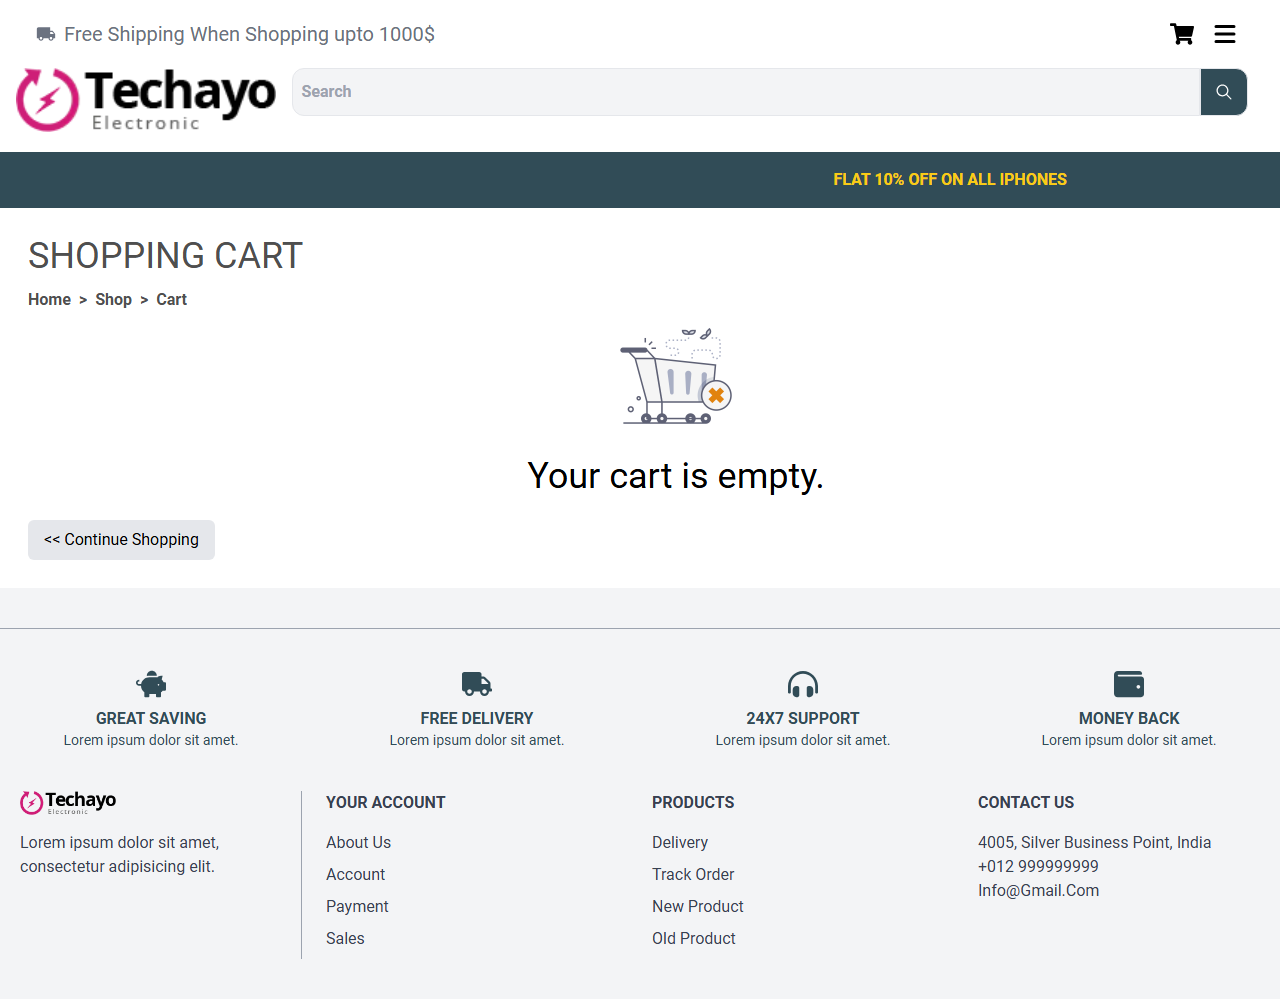 Free Shipping When Shopping upto 1000$
Techayo
Electronic
Search
FLAT 10% OFF ON ALL IPHONES
SHOPPING CART
Home > Shop > Cart
Your cart is empty.
<< Continue Shopping
GREAT SAVING
Lorem ipsum dolor sit amet.
FREE DELIVERY
Lorem ipsum dolor sit amet.
24X7 SUPPORT
Lorem ipsum dolor sit amet.
MONEY BACK
Lorem ipsum dolor sit amet.
Techayo
Electronic
Lorem ipsum dolor sit amet,
consectetur adipisicing elit.
YOUR ACCOUNT
About Us
Account
Payment
Sales
PRODUCTS
Delivery
Track Order
New Product
Old Product
CONTACT US
4005, Silver Business Point, India
+012 999999999
Info@Gmail.Com